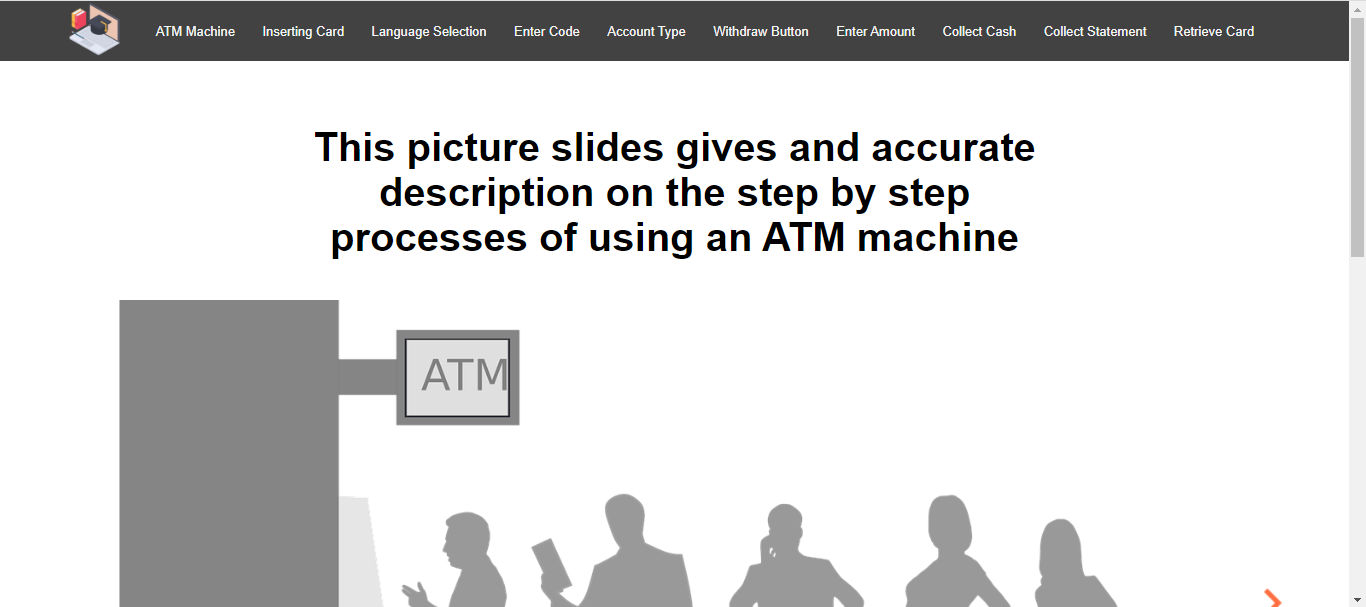 ATM Machine Inserting Card Language Selection Enter Code Account Type Withdraw Button Enter Amount Collect Cash Collect Statement Retrieve Card
This picture slides gives and accurate
description on the step by step
processes of using an ATM machine
ATM